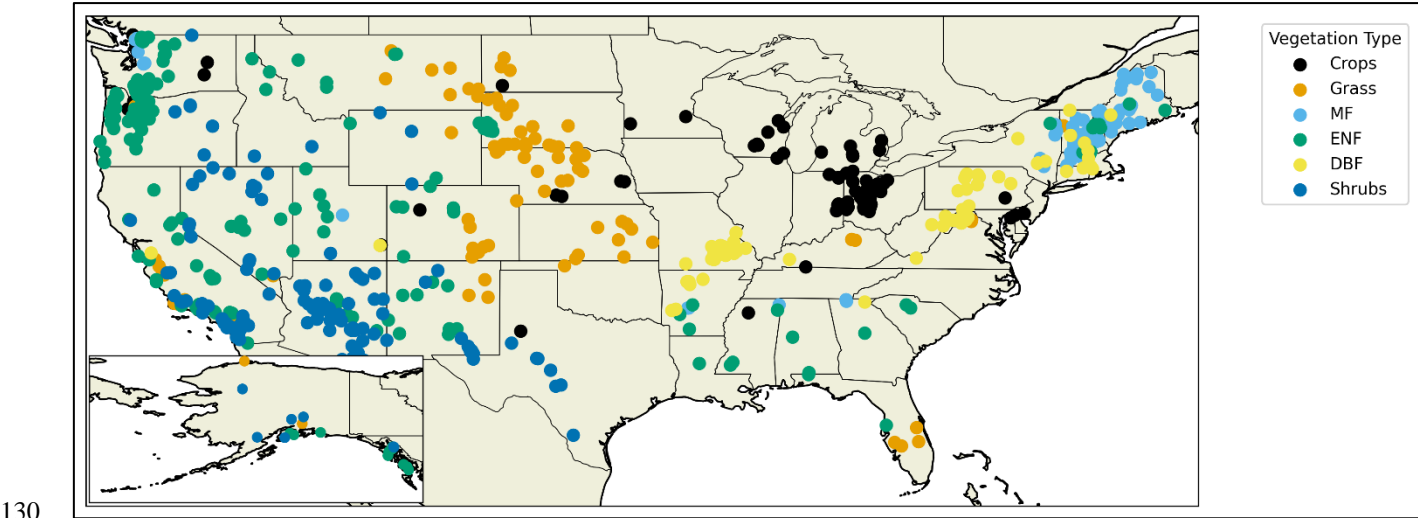 Vegetation Type
Crops
Grass
MF
ENF
DBF
Shrubs
130